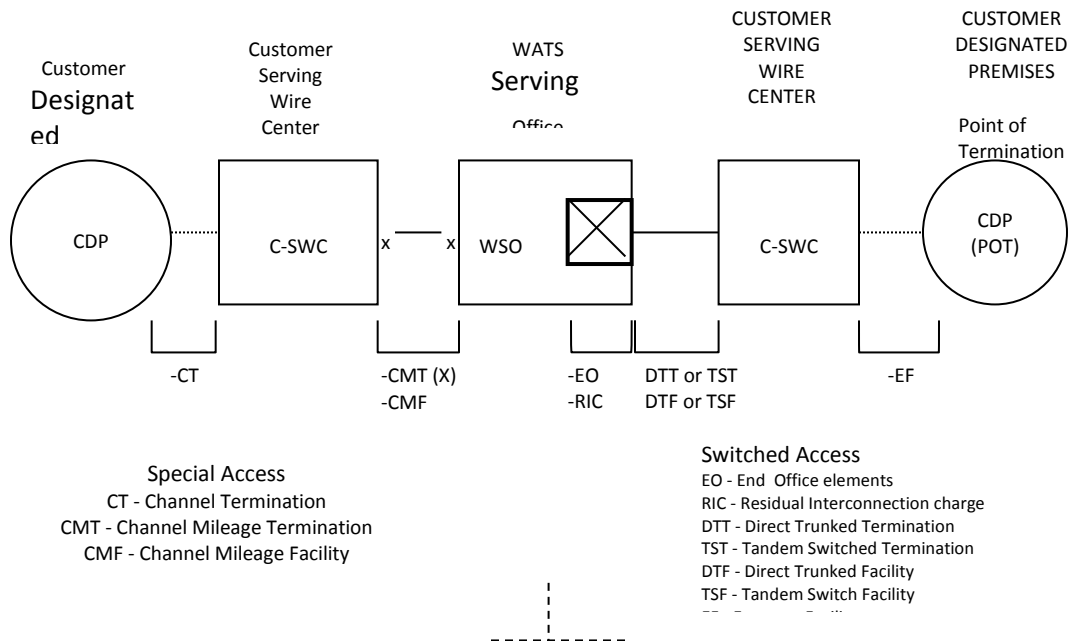 Customer
Designat
ed
Customer
Serving
Wire
Center
WATS
Serving
Office
CUSTOMER
SERVING
WIRE
CENTER
CUSTOMER
DESIGNATED
PREMISES
Point of
Termination
CDP
C-SWC
x
x
WSO
C-SWC
CDP
(POT)
-CT
-CMT (X)
-CMF
-EO
-RIC
DTT or TST
DTF or TSF
-EF
Special Access
CT - Channel Termination
CMT - Channel Mileage Termination
CMF - Channel Mileage Facility
Switched Access
EO - End Office elements
RIC - Residual Interconnection charge
DTT - Direct Trunked Termination
TST - Tandem Switched Termination
DTF - Direct Trunked Facility
TSF - Tandem Switch Facility